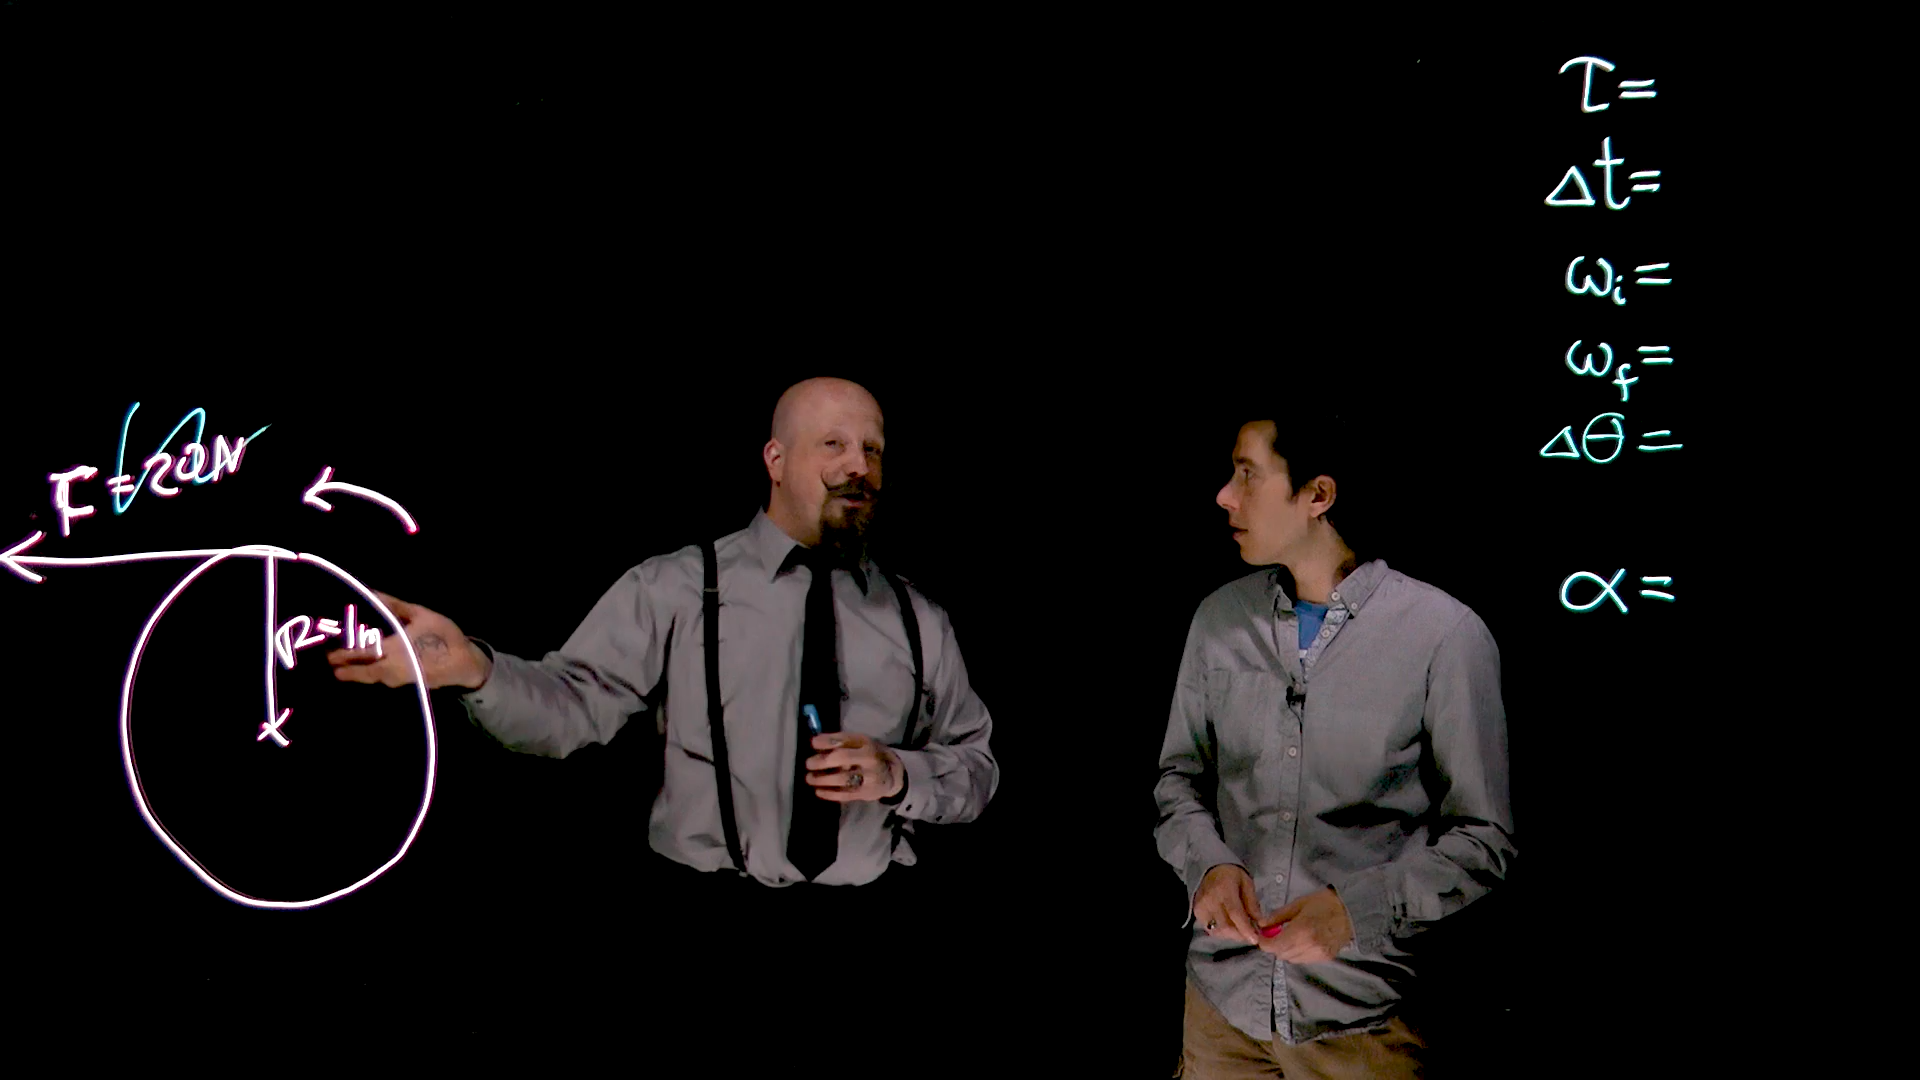 F = 20N
R=1m
τ=
Δt=
ωi=
ωf=
Δθ=
α=